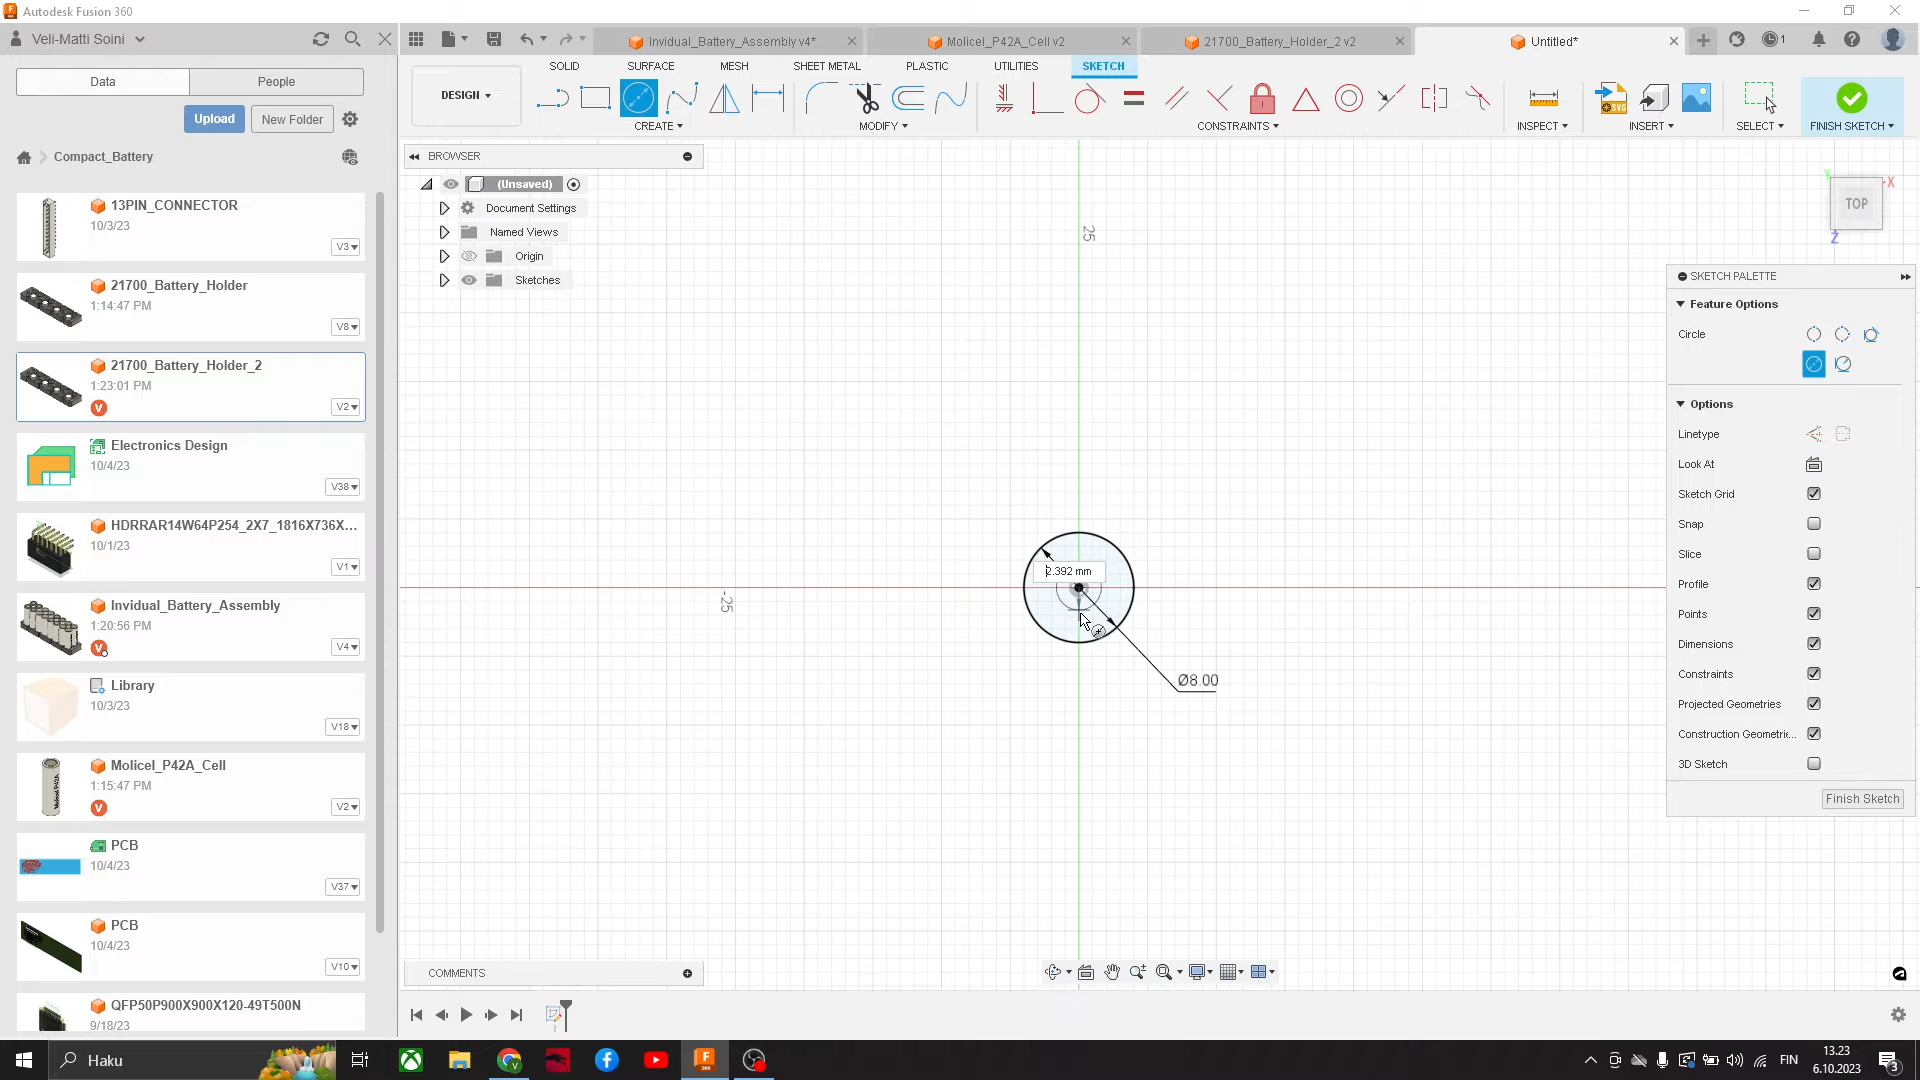 Autodesk Fusion 360
Veli-Matti Soini
Invidual_Battery_Assembly v4*
Molicel_P42A_Cell v2
21700_Battery_Holder_2 v2
Untitled*
1
Data
People
Upload
New Folder
Compact_Battery
13PIN_CONNECTOR
10/3/23
V3
21700_Battery_Holder
1:14:47 PM
V8
21700_Battery_Holder_2
1:23:01 PM
V
V2
Electronics Design
10/4/23
V38
HDRRAR14W64P254_2X7_1816X736X...
10/1/23
V1
Invidual_Battery_Assembly
1:20:56 PM
V
V4
Library
10/3/23
V18
Molicel_P42A_Cell
1:15:47 PM
V
V2
PCB
10/4/23
V37
PCB
10/4/23
V10
QFP50P900X900X120-49T500N
9/18/23
DESIGN
SOLID
SURFACE
MESH
SHEET METAL
PLASTIC
UTILITIES
SKETCH
CREATE
MODIFY
CONSTRAINTS
INSPECT
SVG
INSERT
SELECT
FINISH SKETCH
BROWSER
(Unsaved)
Document Settings
Named Views
Origin
Sketches
25
-25
2.392 mm
Ø8.00
Y
X
TOP
Z
SKETCH PALETTE
Feature Options
Circle
Options
Linetype
Look At
Sketch Grid
Snap
Slice
Profile
Points
Dimensions
Constraints
Projected Geometries
Construction Geometrie...
3D Sketch
Finish Sketch
COMMENTS
Haku
F
360
FIN
13.23
6.10.2023
3